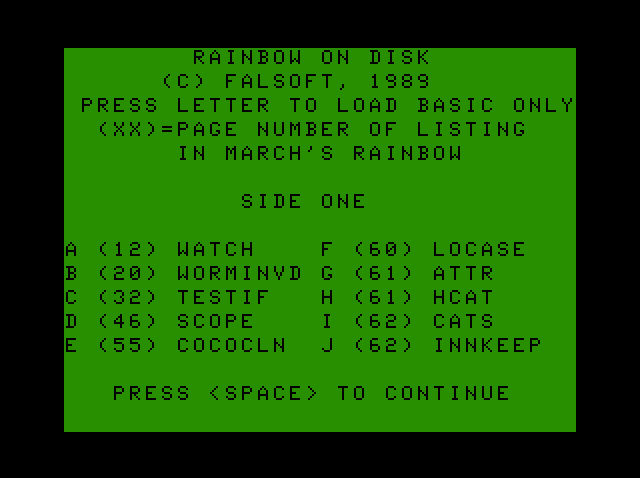 RAINBOW ON DISK
(C) FALSOFT, 1989
PRESS LETTER TO LOAD BASIC ONLY
(XX)=PAGE NUMBER OF LISTING
IN MARCH'S RAINBOW
SIDE ONE
A (12) WATCH F (60) LOCASE
B (20) WORMINVD G (61) ATTR
C (32) TESTIF H (61) HCAT
D (46) SCOPE I (62) CATS
E (55) COCOCLN J (62) INNKEEP
PRESS <SPACE> TO CONTINUE